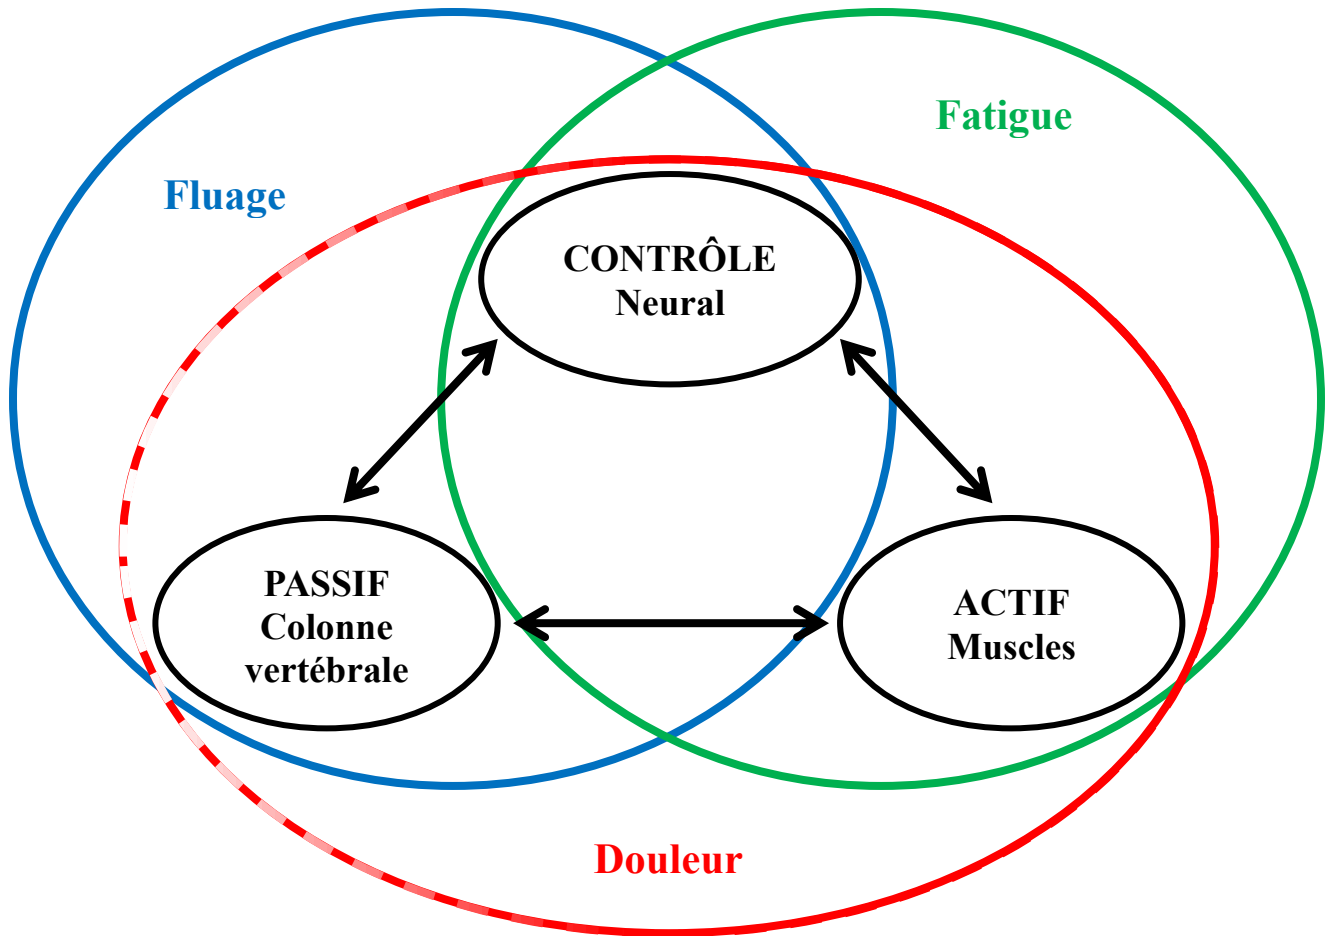 Fatigue
Fluage
CONTRÔLE
Neural
PASSIF
Colonne
vertébrale
ACTIF
Muscles
Douleur